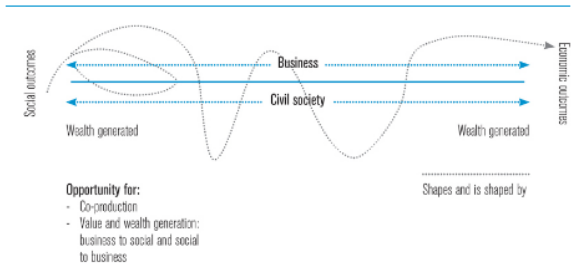 Social outcomes
Business
Civil society
Economic outcomes
Wealth generated
Wealth generated
Opportunity for:
- Co-production
- Value and wealth generation:
business to social and social
to business
Shapes and is shaped by